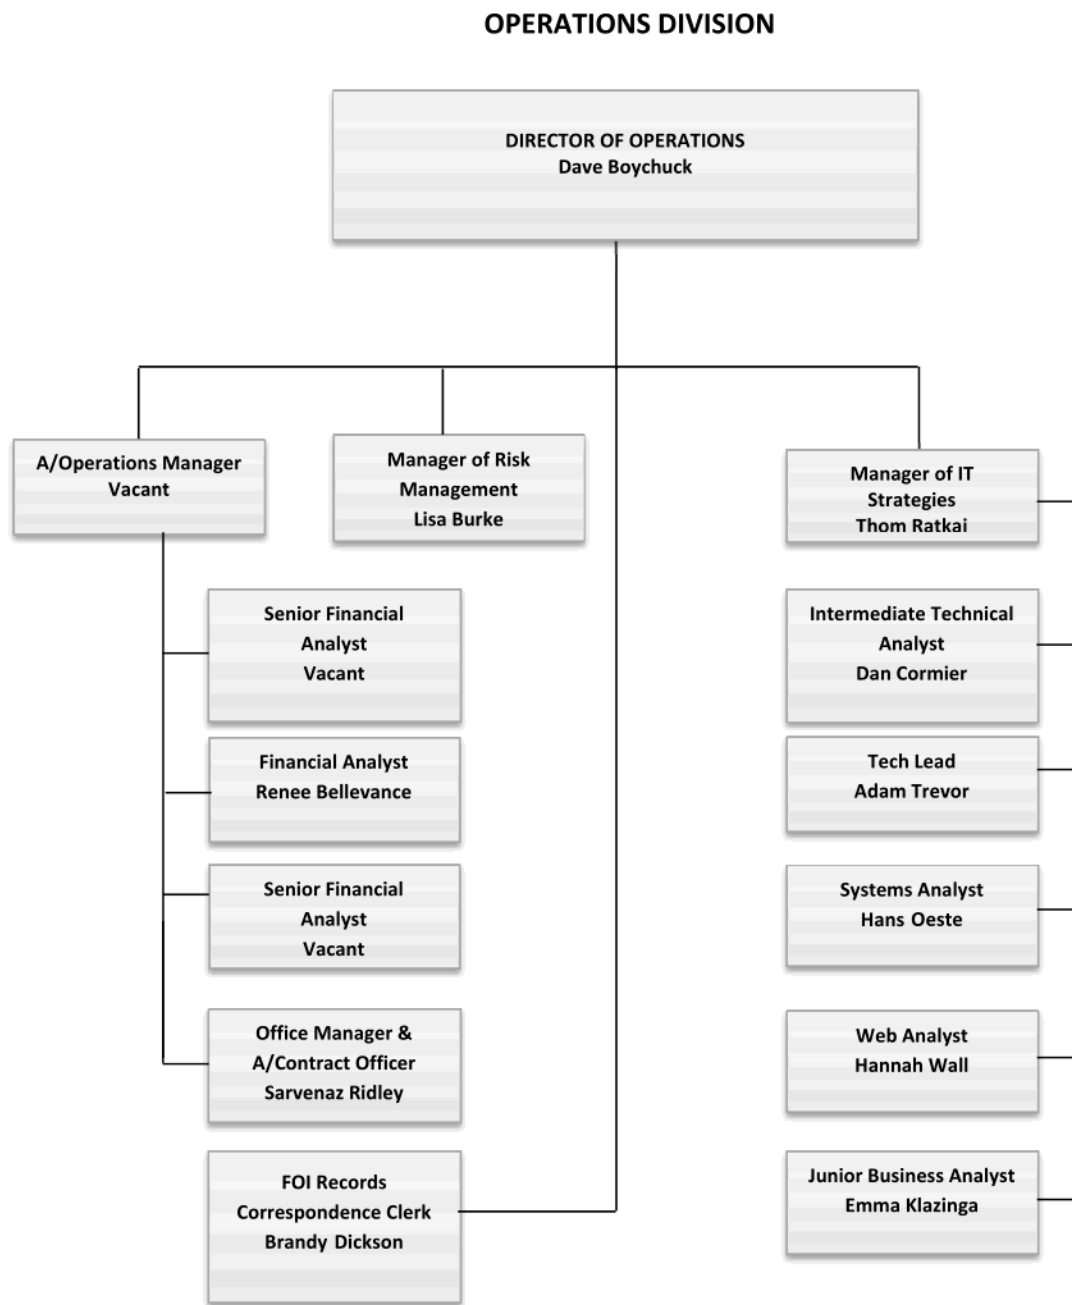 OPERATIONS DIVISION
DIRECTOR OF OPERATIONS
Dave Boychuck
A/Operations Manager
Vacant
Manager of Risk
Management
Lisa Burke
Manager of IT
Strategies
Thom Ratkai
Senior Financial
Analyst
Vacant
Financial Analyst
Renee Bellevance
Senior Financial
Analyst
Vacant
Office Manager &
A/Contract Officer
Sarvenaz Ridley
FOI Records
Correspondence Clerk
Brandy Dickson
Intermediate Technical
Analyst
Dan Cormier
Tech Lead
Adam Trevor
Systems Analyst
Hans Oeste
Web Analyst
Hannah Wall
Junior Business Analyst
Emma Klazinga